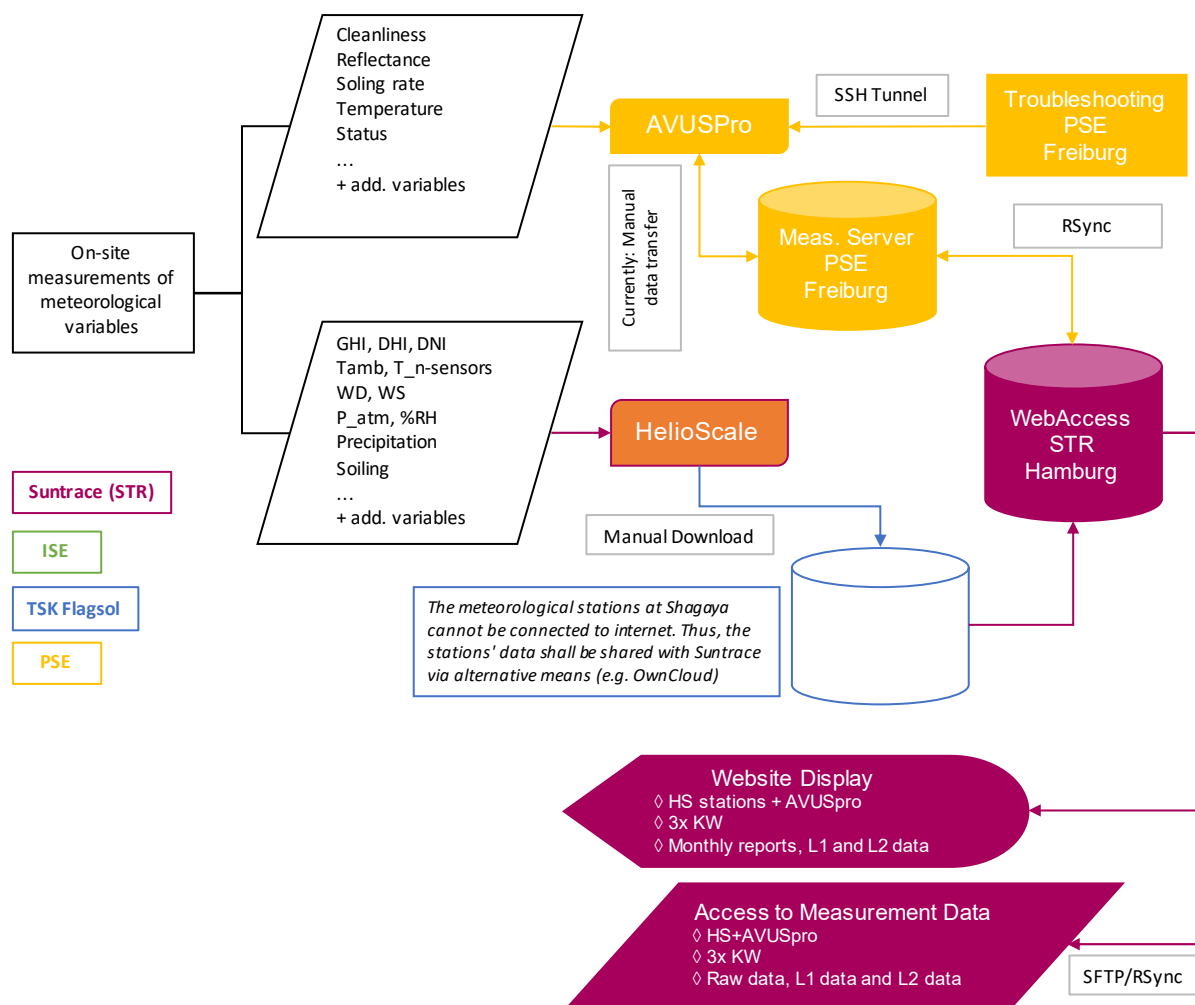 Cleanliness
Reflectance
Soling rate
Temperature
Status
...
+ add. variables
AVUSPro
SSH Tunnel
Troubleshooting
PSE
Freiburg
Currently: Manual
data transfer
Meas. Server
PSE
Freiburg
RSync
On-site
measurements of
meteorological
variables
GHI, DHI, DNI
Tamb, T_n-sensors
WD, WS
P_atm, %RH
Precipitation
Soiling
...
+ add. variables
HelioScale
WebAccess
STR
Hamburg
Suntrace (STR)
ISE
TSK Flagsol
PSE
Manual Download
The meteorological stations at Shagaya
cannot be connected to internet. Thus, the
stations' data shall be shared with Suntrace
via alternative means (e.g. OwnCloud)
Website Display
◊ HS stations + AVUSpro
◊ 3x KW
◊ Monthly reports, L1 and L2 data
Access to Measurement Data
◊ HS+AVUSpro
◊ 3x KW
◊ Raw data, L1 data and L2 data
SFTP/RSync